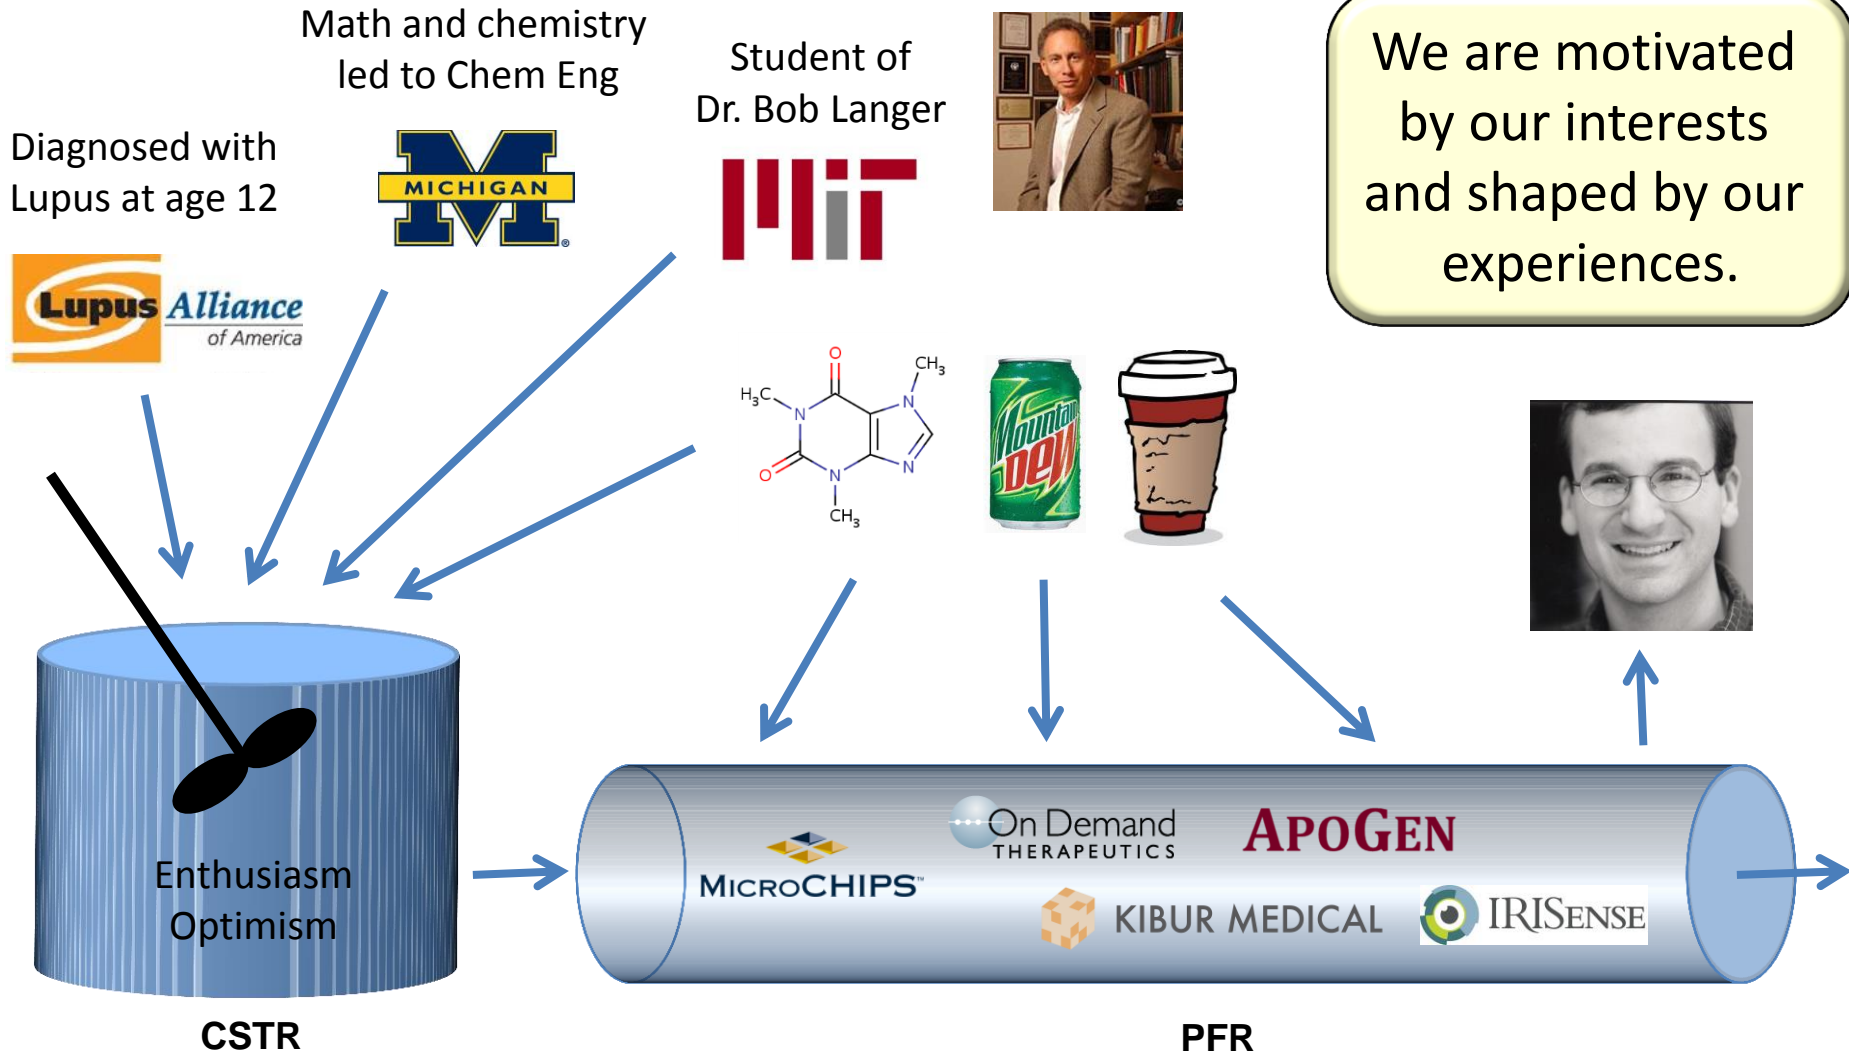 Math and chemistry
led to Chem Eng
Student of
Dr. Bob Langer
We are motivated
by our interests
and shaped by our
experiences.
Diagnosed with
Lupus at age 12
MICHIGAN
®
MIT
Lupus Alliance
of America
O
CH₃
H₃C
N
N
O
N
N
CH₃
Mountain
Dew
Enthusiasm
Optimism
MICROCHIPS™
On Demand
THERAPEUTICS
APOGEN
KIBUR MEDICAL
IRISENSE
CSTR
PFR